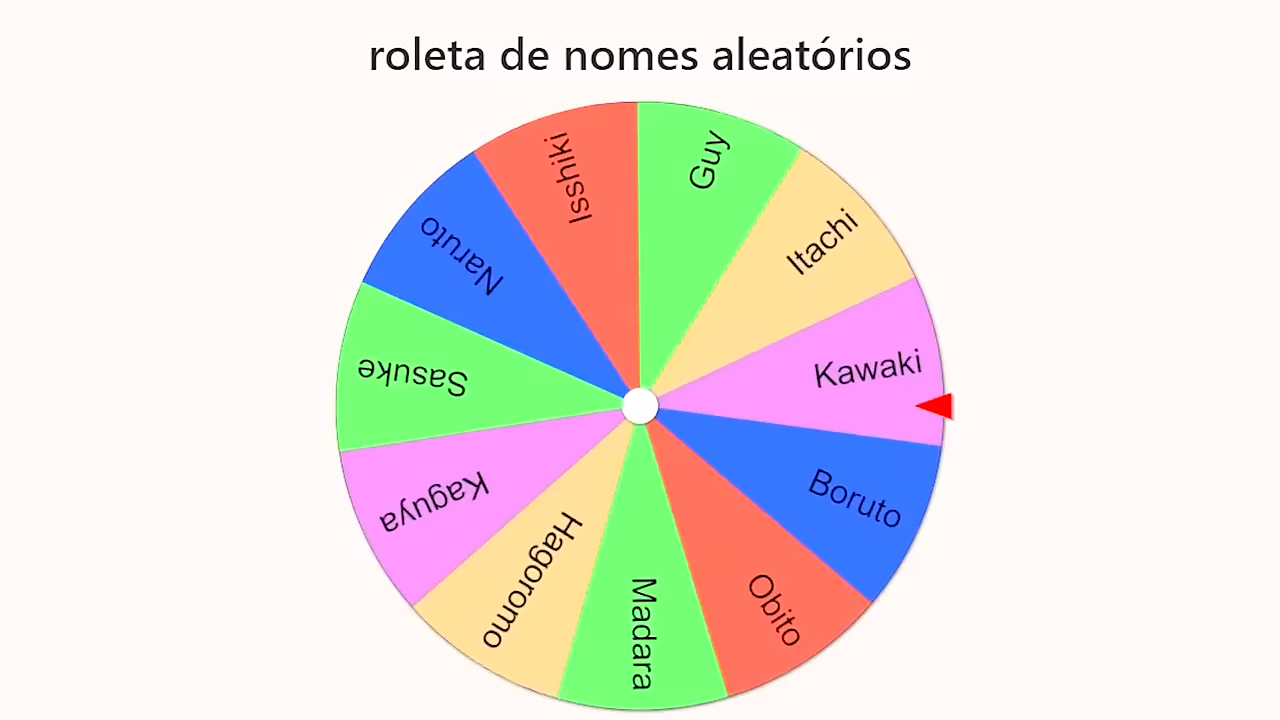 roleta de nomes aleatórios
Guy
Itachi
Kawaki
Boruto
Obito
Madara
Hagoromo
Kaguya
Sasuke
Naruto
Isshiki